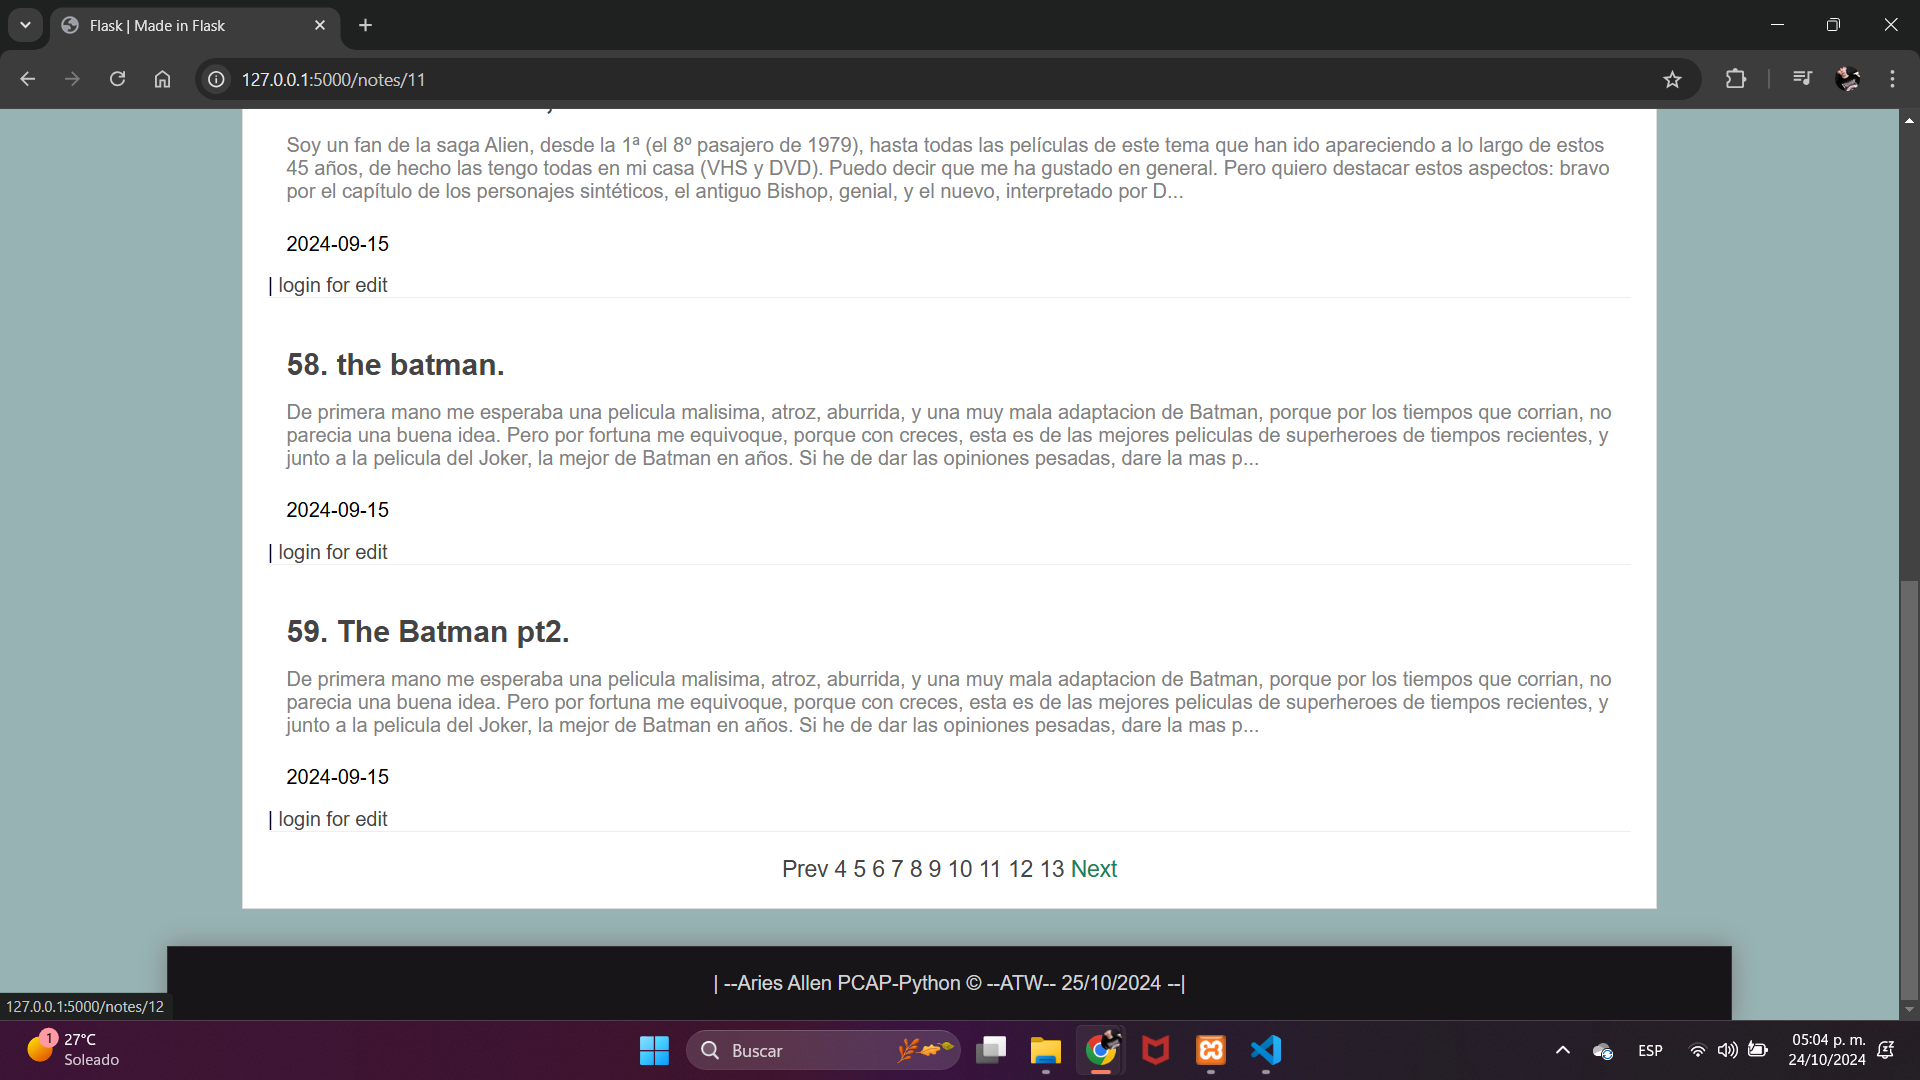 Flask | Made in Flask
127.0.0.1:5000/notes/11
Soy un fan de la saga Alien, desde la 1ª (el 8º pasajero de 1979), hasta todas las películas de este tema que han ido apareciendo a lo largo de estos
45 años, de hecho las tengo todas en mi casa (VHS y DVD). Puedo decir que me ha gustado en general. Pero quiero destacar estos aspectos: bravo
por el capítulo de los personajes sintéticos, el antiguo Bishop, genial, y el nuevo, interpretado por D...
2024-09-15
| login for edit
58. the batman.
De primera mano me esperaba una pelicula malisima, atroz, aburrida, y una muy mala adaptacion de Batman, porque por los tiempos que corrian, no
parecia una buena idea. Pero por fortuna me equivoque, porque con creces, esta es de las mejores peliculas de superheroes de tiempos recientes, y
junto a la pelicula del Joker, la mejor de Batman en años. Si he de dar las opiniones pesadas, dare la mas p...
2024-09-15
| login for edit
59. The Batman pt2.
De primera mano me esperaba una pelicula malisima, atroz, aburrida, y una muy mala adaptacion de Batman, porque por los tiempos que corrian, no
parecia una buena idea. Pero por fortuna me equivoque, porque con creces, esta es de las mejores peliculas de superheroes de tiempos recientes, y
junto a la pelicula del Joker, la mejor de Batman en años. Si he de dar las opiniones pesadas, dare la mas p...
2024-09-15
| login for edit
Prev 4 5 6 7 8 9 10 11 12 13 Next
| --Aries Allen PCAP-Python © --ATW-- 25/10/2024 --|
127.0.0.1:5000/notes/12
1
27°C
Soleado
Buscar
ESP
05:04 p. m.
24/10/2024